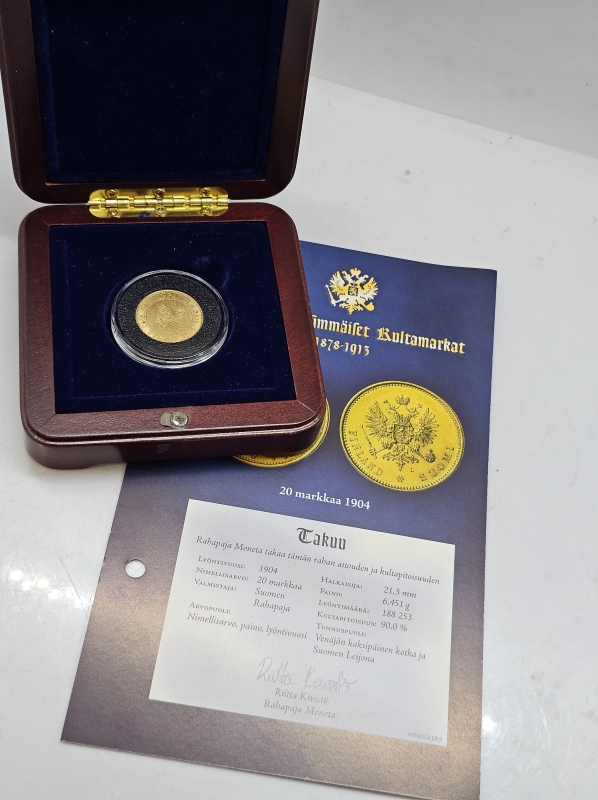 mmäiset Kultamarkat
1878-1913
FINLAND L SUOMI
20 markkaa 1904
Takuu
Rahapaja Moneta takaa tämän rahan aitouden ja kultapitoisuuden
Lyöntivuosi: 1904
Nimellisarvo: 20 markkaa
Valmistaja: Suomen
Rahapaja
Arvopuoli:
Nimellisarvo, paino, lyöntivuosi
Halkaisija: 21,3 mm
Paino: 6,451 g
Lyöntimäärä: 188 253
Kultapitoisuus: 90,0 %
Tunnuspuoli:
Venäjän kaksipäinen kotka ja
Suomen Leijona
Riitta Kivistö
Rahapaja Moneta